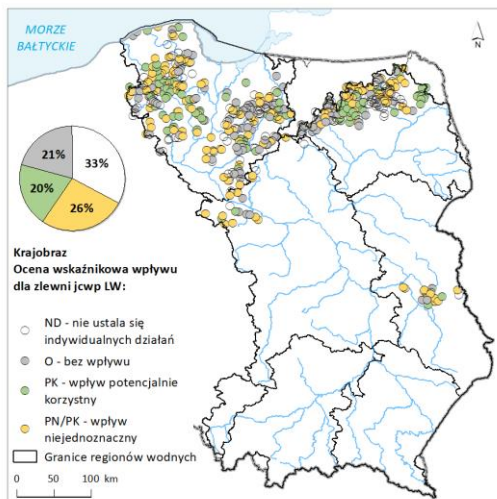 MORZE
BAŁTYCKIE
N
21%
33%
20%
26%
Krajobraz
Ocena wskaźnikowa wpływu
dla zlewni jcwp LW:
ND - nie ustala się
indywidualnych działań
O - bez wpływu
PK - wpływ potencjalnie
korzystny
PN/PK - wpływ
niejednoznaczny
Granice regionów wodnych
0 50 100 km